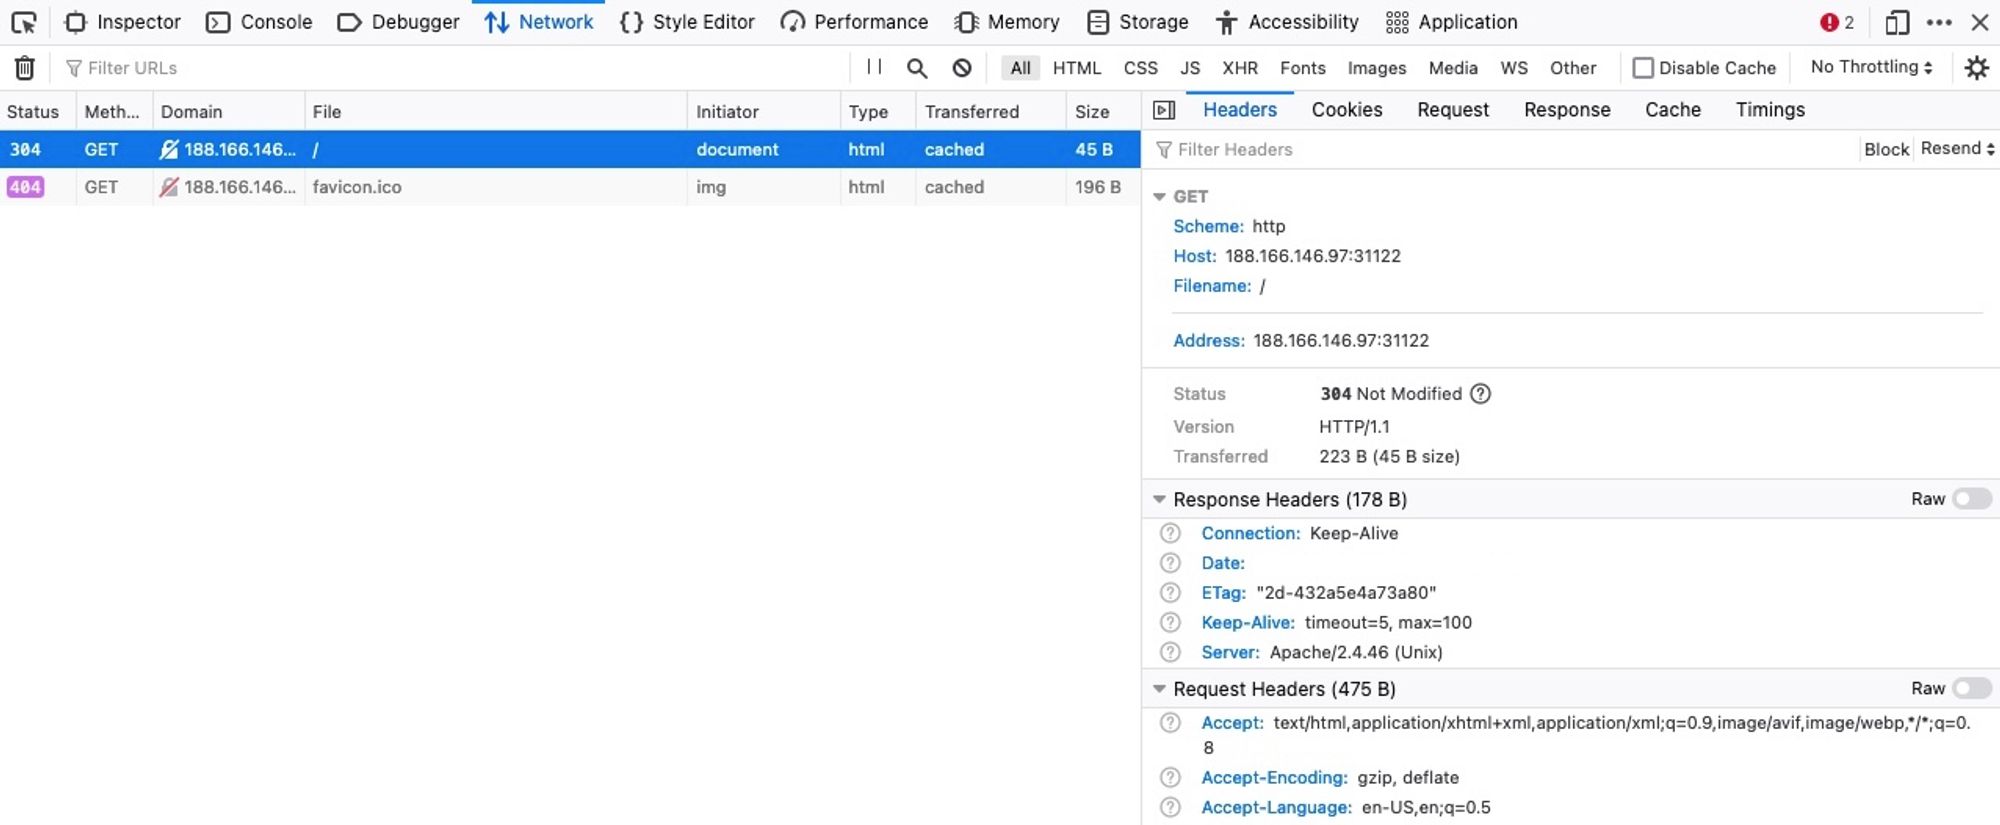 Inspector Console Debugger Network Style Editor Performance Memory Storage Accessibility Application 2
Filter URLs All HTML CSS JS XHR Fonts Images Media WS Other Disable Cache No Throttling
Status Meth... Domain File Initiator Type Transferred Size
304 GET 188.166.146... / document html cached 45 B
404 GET 188.166.146... favicon.ico img html cached 196 B
Headers Cookies Request Response Cache Timings
Filter Headers Block Resend
GET
Scheme: http
Host: 188.166.146.97:31122
Filename: /
Address: 188.166.146.97:31122
Status 304 Not Modified
Version HTTP/1.1
Transferred 223 B (45 B size)
Response Headers (178 B) Raw
Connection: Keep-Alive
Date:
ETag: "2d-432a5e4a73a80"
Keep-Alive: timeout=5, max=100
Server: Apache/2.4.46 (Unix)
Request Headers (475 B) Raw
Accept: text/html,application/xhtml+xml,application/xml;q=0.9,image/avif,image/webp,*/*;q=0.
8
Accept-Encoding: gzip, deflate
Accept-Language: en-US,en;q=0.5